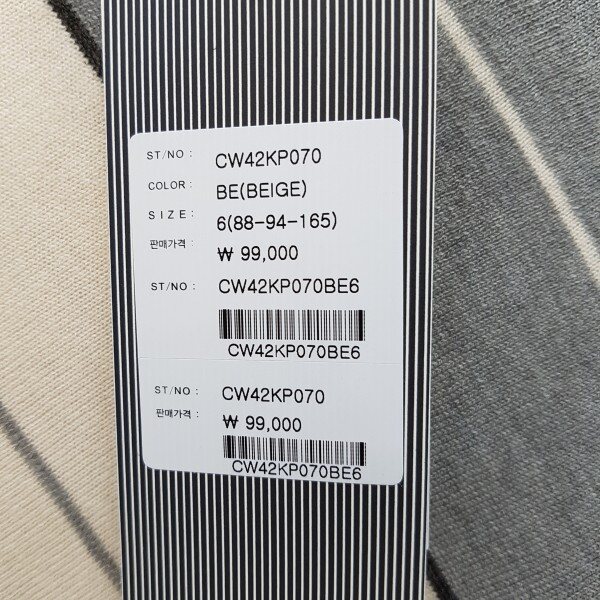 ST/NO : CW42KP070
COLOR: BE(BEIGE)
SIZE: 6(88-94-165)
판매가격 : ₩ 99,000
ST/NO: CW42KP070BE6
CW42KP070BE6
ST/NO : CW42KP070
판매가격 : ₩ 99,000
CW42KP070BE6